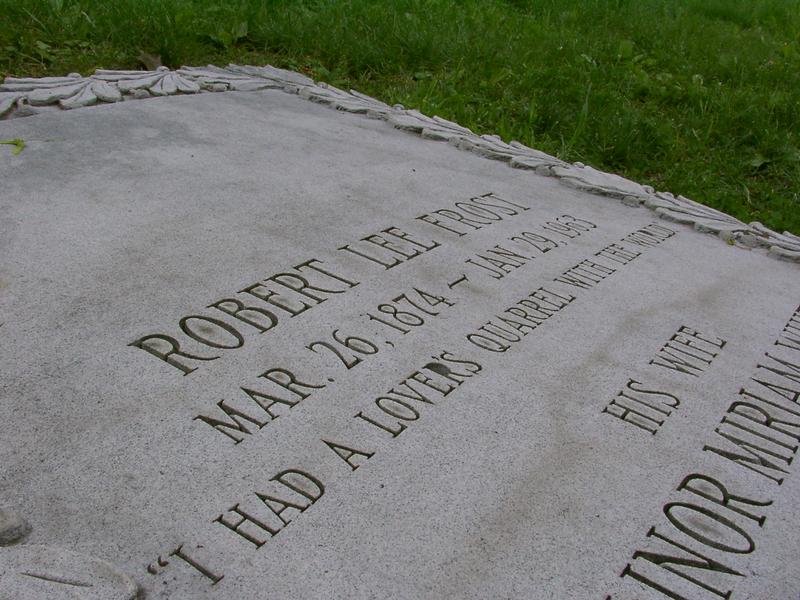 ROBERT LEE FROST
MAR. 26, 1874 – JAN. 29, 1963
"I HAD A LOVER'S QUARREL WITH THE WORLD
HIS WIFE
INOR MIRIAM WHI